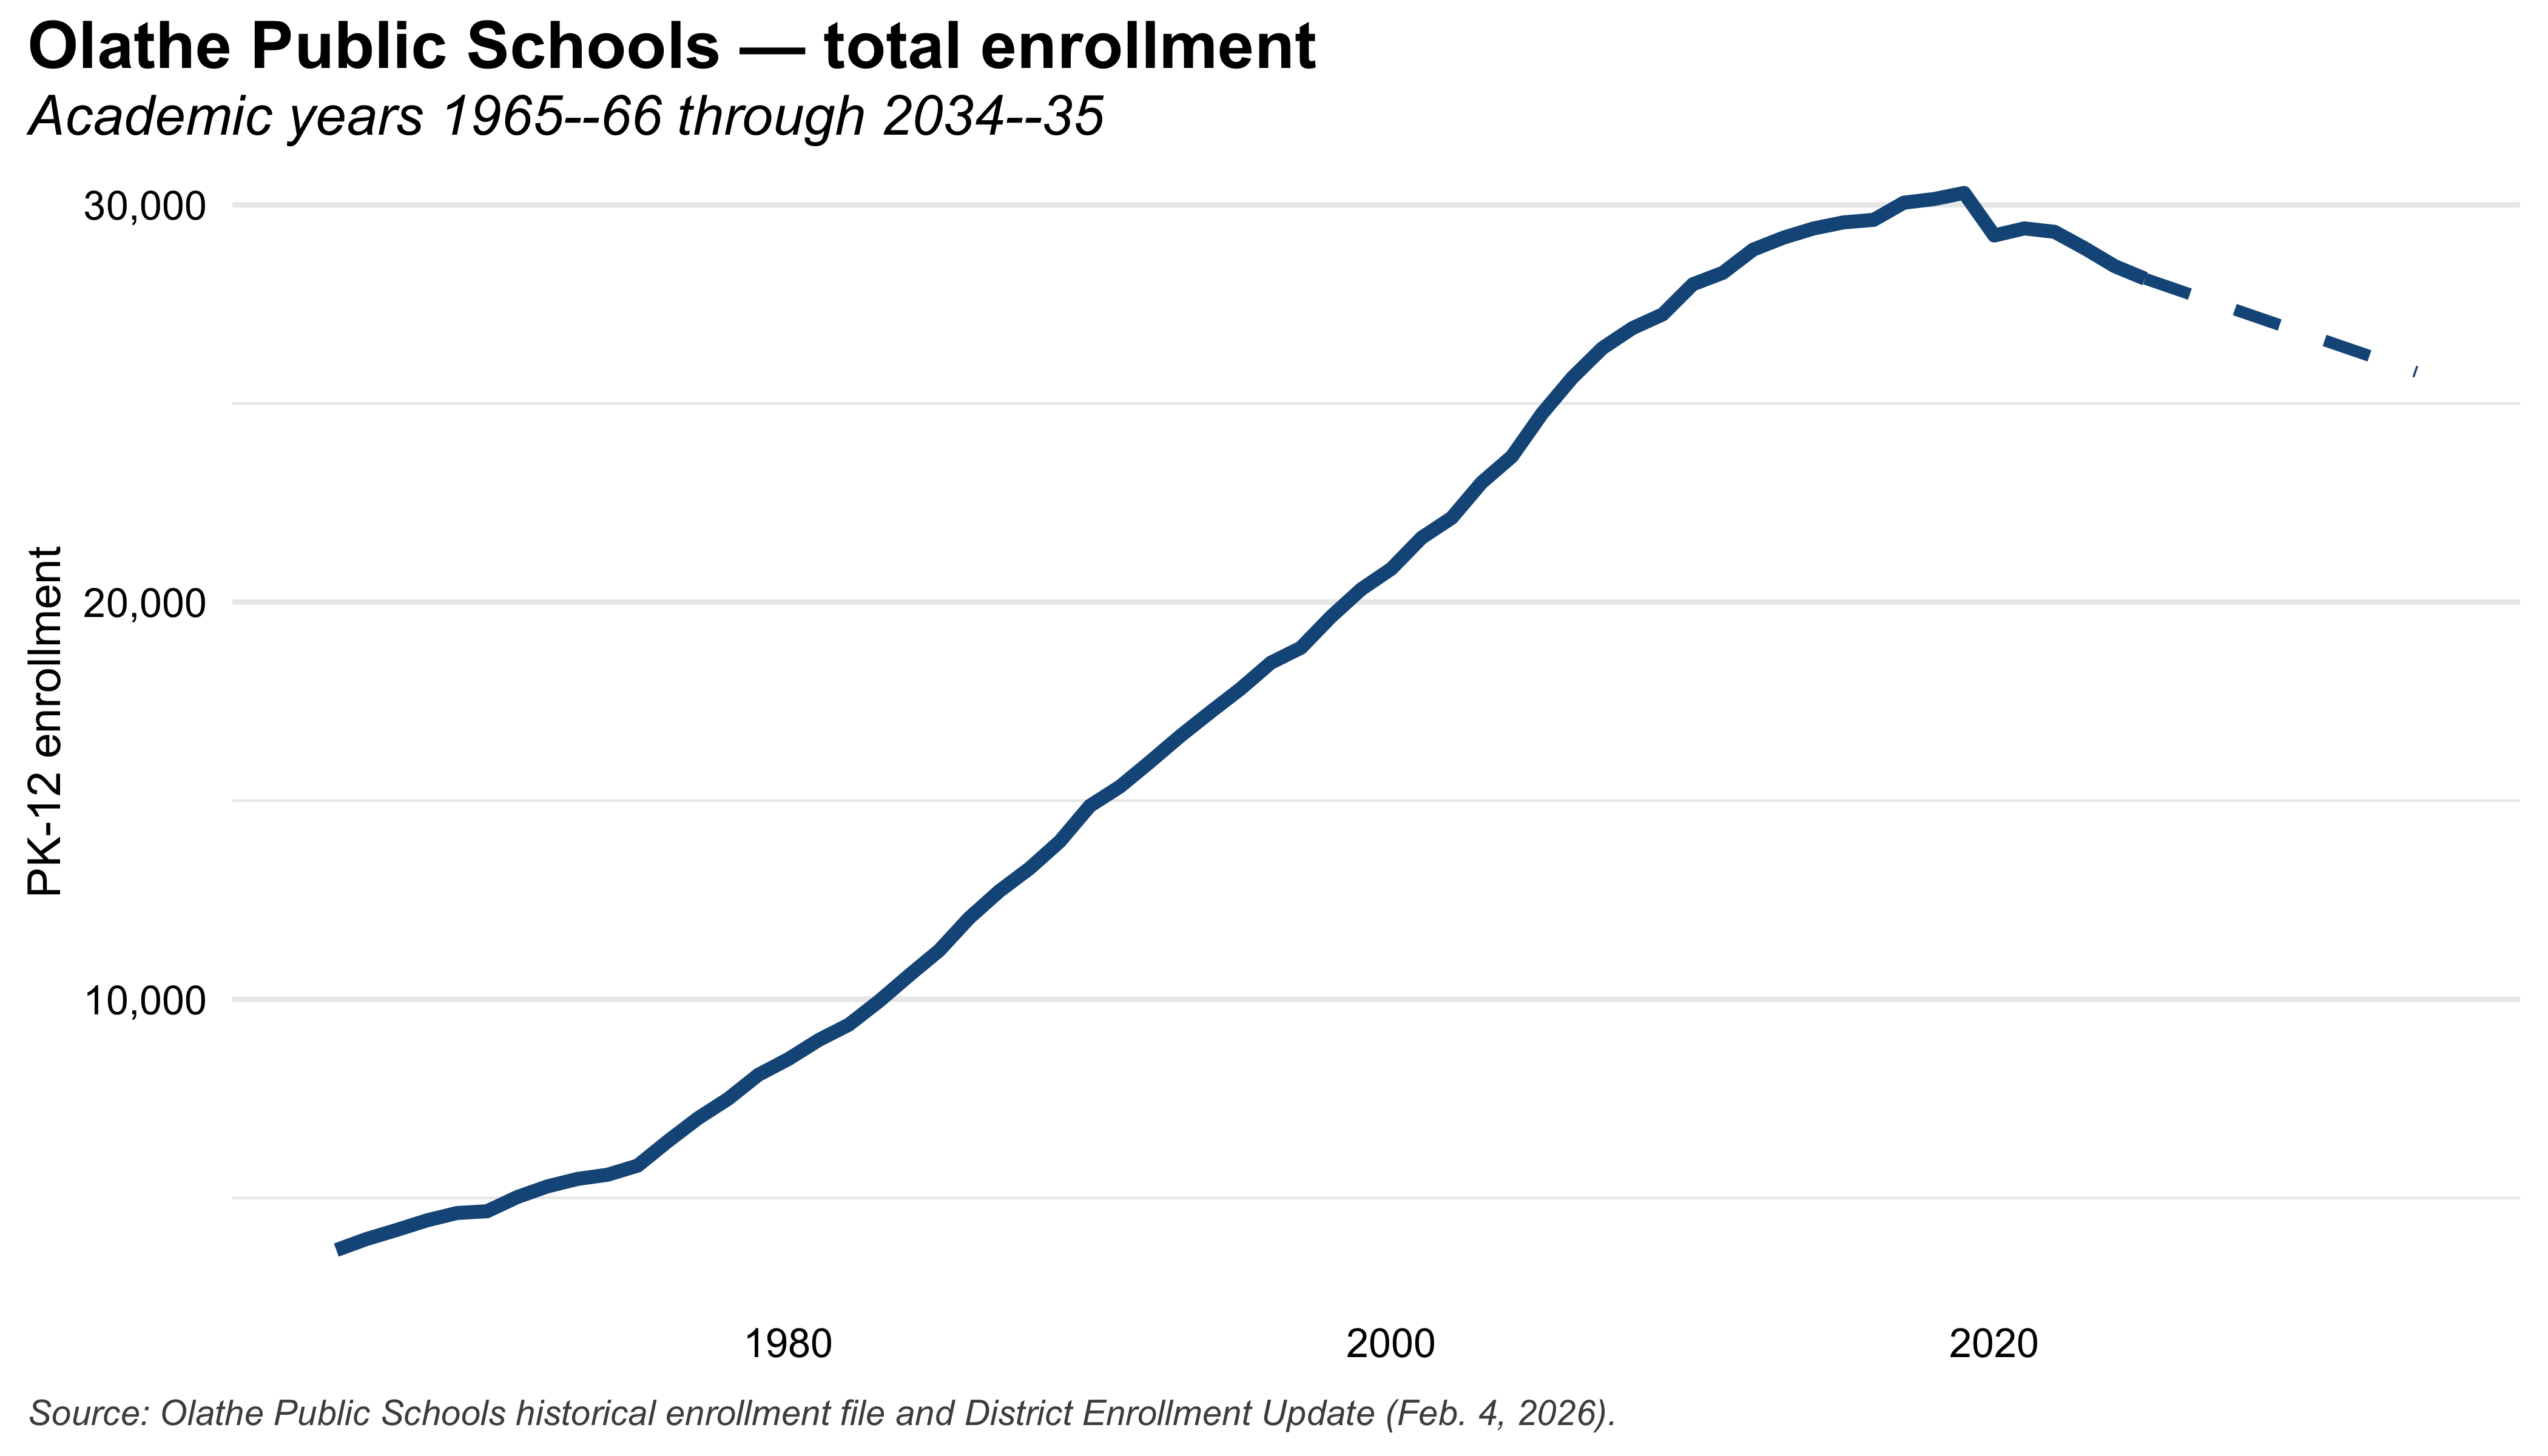 Olathe Public Schools — total enrollment
Academic years 1965--66 through 2034--35
30,000
20,000
10,000
PK-12 enrollment
1980
2000
2020
Source: Olathe Public Schools historical enrollment file and District Enrollment Update (Feb. 4, 2026).